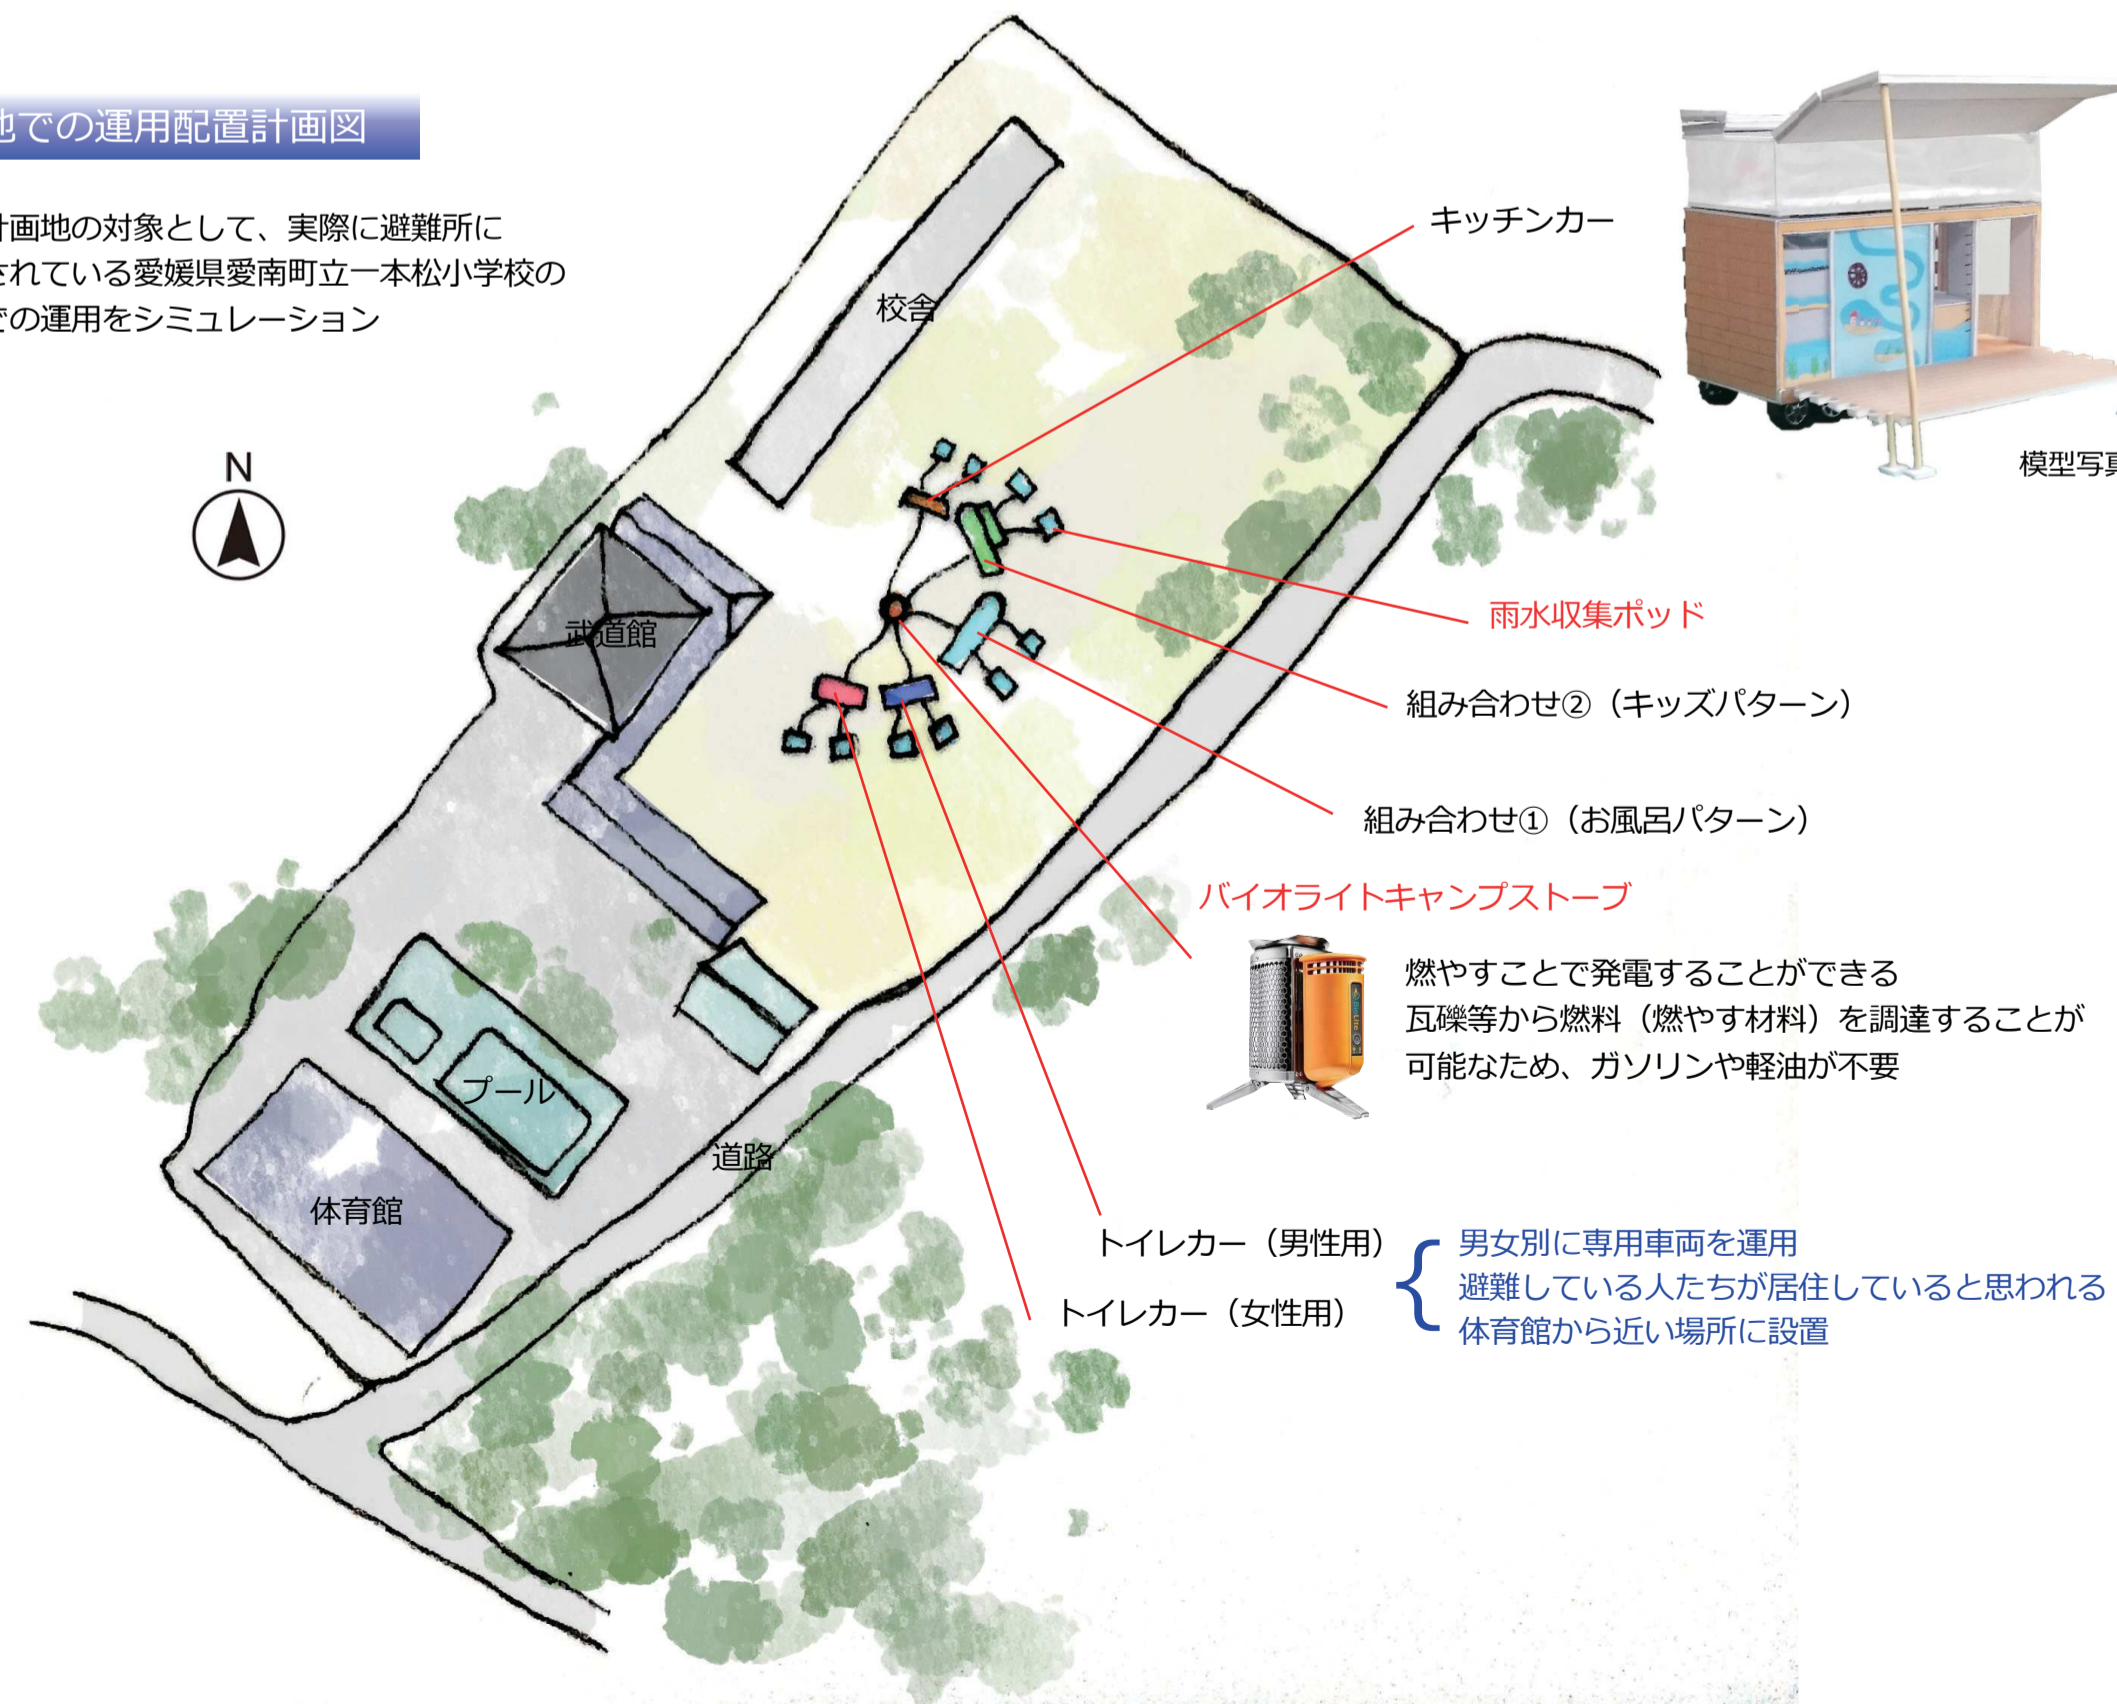 地での運用配置計画図
計画地の対象として、実際に避難所に
されている愛媛県愛南町立一本松小学校の
での運用をシミュレーション
N
校舎
武道館
プール
体育館
道路
キッチンカー
模型写真
雨水収集ポッド
組み合わせ②（キッズパターン）
組み合わせ①（お風呂パターン）
バイオライトキャンプストーブ
BioLite
燃やすことで発電することができる
瓦礫等から燃料（燃やす材料）を調達することが
可能なため、ガソリンや軽油が不要
トイレカー（男性用）
トイレカー（女性用）
男女別に専用車両を運用
避難している人たちが居住していると思われる
体育館から近い場所に設置